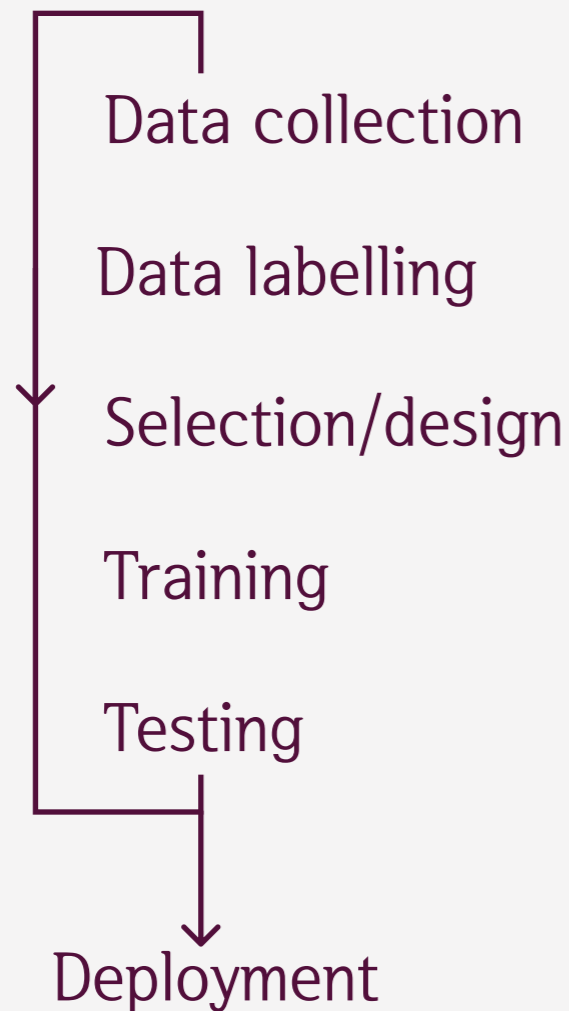 Data collection
Data labelling
Selection/design
Training
Testing
Deployment